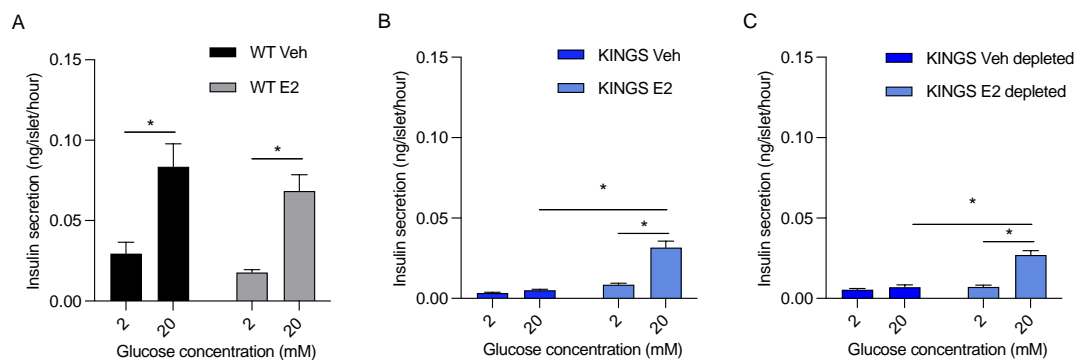 A
WT Veh
WT E2
Insulin secretion (ng/islet/hour)
0.15
0.10
0.05
0.00
*
*
2
20
2
20
Glucose concentration (mM)
B
KINGS Veh
KINGS E2
Insulin secretion (ng/islet/hour)
0.15
0.10
0.05
0.00
*
*
2
20
2
20
Glucose concentration (mM)
C
KINGS Veh depleted
KINGS E2 depleted
Insulin secretion (ng/islet/hour)
0.15
0.10
0.05
0.00
*
*
2
20
2
20
Glucose concentration (mM)